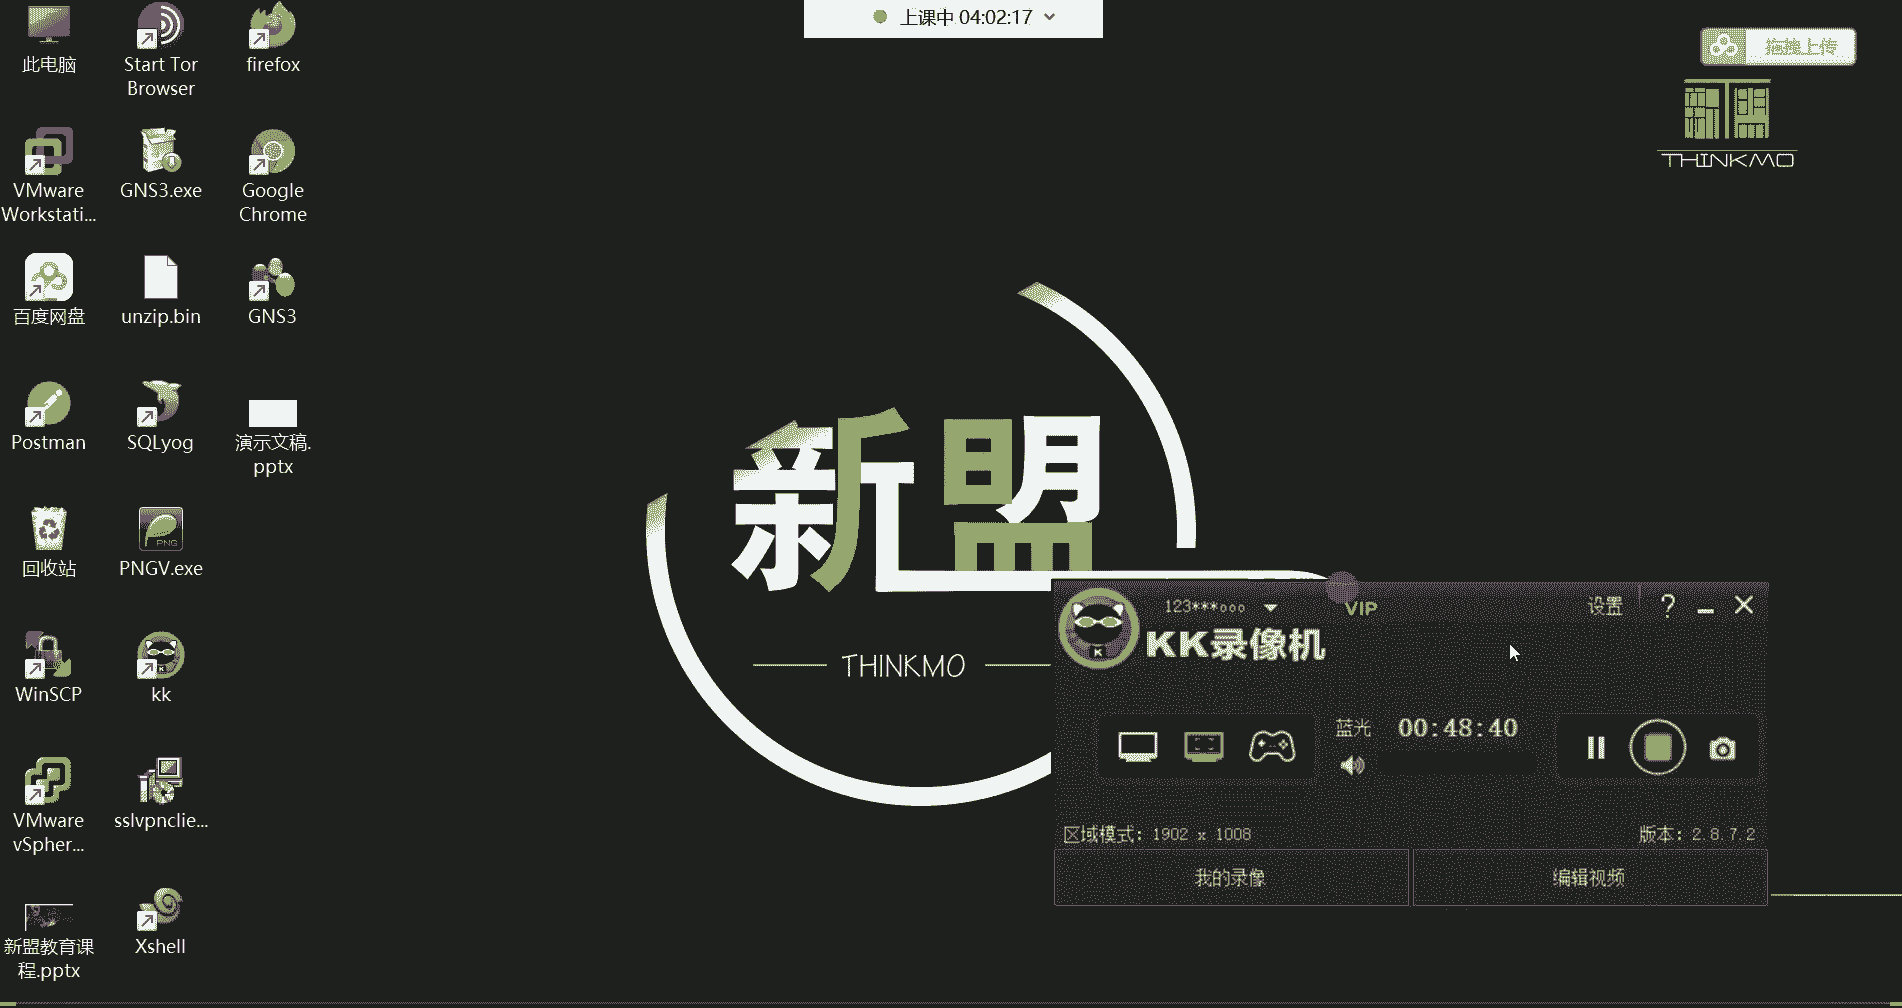 上课中 04:02:17
拖拽上传
THINKMO
此电脑
Start Tor
Browser
firefox
VMware
Workstati...
GNS3.exe
Google
Chrome
百度网盘
unzip.bin
GNS3
Postman
SQLyog
演示文稿.
pptx
回收站
PNG
PNGV.exe
WinSCP
kk
VMware
vSpher...
sslvpnclie...
新盟教育课
程.pptx
Xshell
新盟
THINKMO
123***ooo
VIP
设置
K
KK录像机
蓝光 00:48:40
区域模式: 1902 x 1008
版本: 2.8.7.2
我的录像
编辑视频